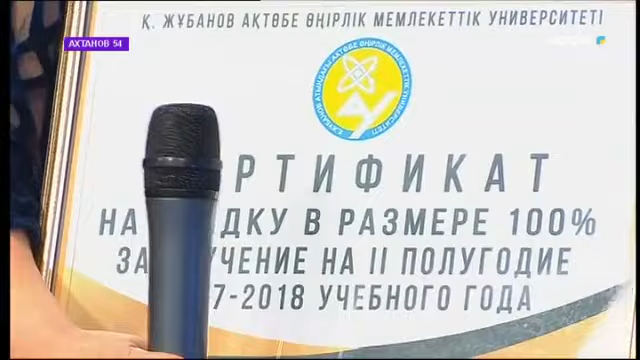 Қ. ЖҰБАНОВ АҚТӨБЕ ӨҢІРЛІК МЕМЛЕКЕТТІК УНИВЕРСИТЕТІ
АХТАНОВ 54
РТИФИКАТ
НА ДКУ В РАЗМЕРЕ 100%
ЗА УЧЕНИЕ НА II ПОЛУГОДИЕ
7-2018 УЧЕБНОГО ГОДА